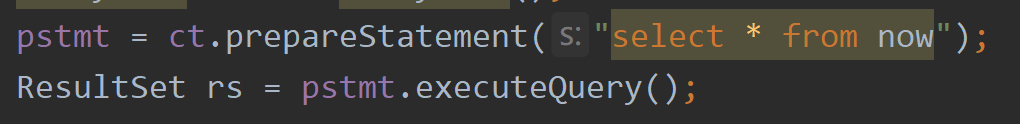 pstmt = ct.prepareStatement( s: "select * from now");
ResultSet rs = pstmt.executeQuery();